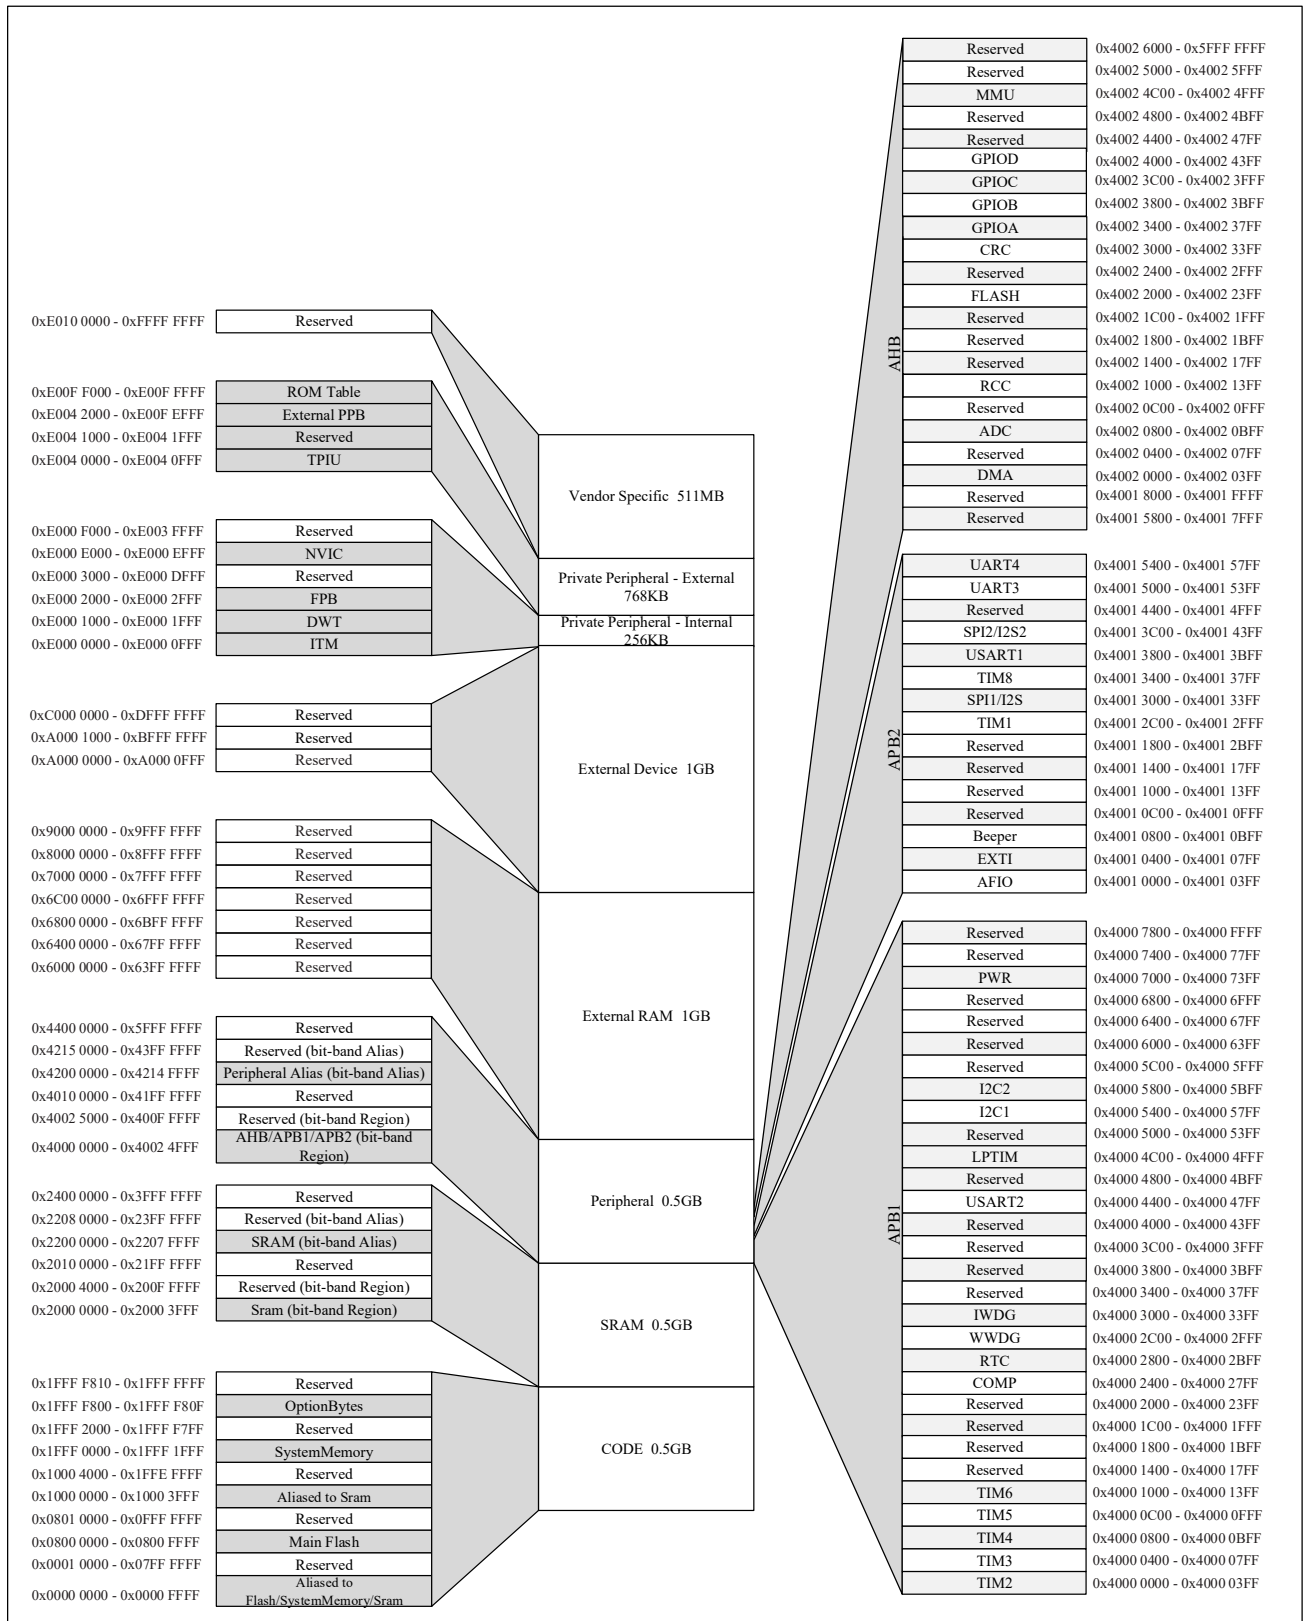 0xE010 0000 - 0xFFFF FFFF Reserved
0xE00F F000 - 0xE00F FFFF ROM Table
0xE004 2000 - 0xE00F EFFF External PPB
0xE004 1000 - 0xE004 1FFF Reserved
0xE004 0000 - 0xE004 0FFF TPIU
0xE000 F000 - 0xE003 FFFF Reserved
0xE000 E000 - 0xE000 EFFF NVIC
0xE000 3000 - 0xE000 DFFF Reserved
0xE000 2000 - 0xE000 2FFF FPB
0xE000 1000 - 0xE000 1FFF DWT
0xE000 0000 - 0xE000 0FFF ITM
0xC000 0000 - 0xDFFF FFFF Reserved
0xA000 1000 - 0xBFFF FFFF Reserved
0xA000 0000 - 0xA000 0FFF Reserved
0x9000 0000 - 0x9FFF FFFF Reserved
0x8000 0000 - 0x8FFF FFFF Reserved
0x7000 0000 - 0x7FFF FFFF Reserved
0x6C00 0000 - 0x6FFF FFFF Reserved
0x6800 0000 - 0x6BFF FFFF Reserved
0x6400 0000 - 0x67FF FFFF Reserved
0x6000 0000 - 0x63FF FFFF Reserved
0x4400 0000 - 0x5FFF FFFF Reserved
0x4215 0000 - 0x43FF FFFF Reserved (bit-band Alias)
0x4200 0000 - 0x4214 FFFF Peripheral Alias (bit-band Alias)
0x4010 0000 - 0x41FF FFFF Reserved
0x4002 5000 - 0x400F FFFF Reserved (bit-band Region)
0x4000 0000 - 0x4002 4FFF AHB/APB1/APB2 (bit-band
Region)
0x2400 0000 - 0x3FFF FFFF Reserved
0x2208 0000 - 0x23FF FFFF Reserved (bit-band Alias)
0x2200 0000 - 0x2207 FFFF SRAM (bit-band Alias)
0x2010 0000 - 0x21FF FFFF Reserved
0x2000 4000 - 0x200F FFFF Reserved (bit-band Region)
0x2000 0000 - 0x2000 3FFF Sram (bit-band Region)
0x1FFF F810 - 0x1FFF FFFF Reserved
0x1FFF F800 - 0x1FFF F80F OptionBytes
0x1FFF 2000 - 0x1FFF F7FF Reserved
0x1FFF 0000 - 0x1FFF 1FFF SystemMemory
0x1000 4000 - 0x1FFE FFFF Reserved
0x1000 0000 - 0x1000 3FFF Aliased to Sram
0x0801 0000 - 0x0FFF FFFF Reserved
0x0800 0000 - 0x0800 FFFF Main Flash
0x0001 0000 - 0x07FF FFFF Reserved
0x0000 0000 - 0x0000 FFFF Aliased to
Flash/SystemMemory/Sram
Vendor Specific 511MB
Private Peripheral - External
768KB
Private Peripheral - Internal
256KB
External Device 1GB
External RAM 1GB
Peripheral 0.5GB
SRAM 0.5GB
CODE 0.5GB
AHB
Reserved 0x4002 6000 - 0x5FFF FFFF
Reserved 0x4002 5000 - 0x4002 5FFF
MMU 0x4002 4C00 - 0x4002 4FFF
Reserved 0x4002 4800 - 0x4002 4BFF
Reserved 0x4002 4400 - 0x4002 47FF
GPIOD 0x4002 4000 - 0x4002 43FF
GPIOC 0x4002 3C00 - 0x4002 3FFF
GPIOB 0x4002 3800 - 0x4002 3BFF
GPIOA 0x4002 3400 - 0x4002 37FF
CRC 0x4002 3000 - 0x4002 33FF
Reserved 0x4002 2400 - 0x4002 2FFF
FLASH 0x4002 2000 - 0x4002 23FF
Reserved 0x4002 1C00 - 0x4002 1FFF
Reserved 0x4002 1800 - 0x4002 1BFF
Reserved 0x4002 1400 - 0x4002 17FF
RCC 0x4002 1000 - 0x4002 13FF
Reserved 0x4002 0C00 - 0x4002 0FFF
ADC 0x4002 0800 - 0x4002 0BFF
Reserved 0x4002 0400 - 0x4002 07FF
DMA 0x4002 0000 - 0x4002 03FF
Reserved 0x4001 8000 - 0x4001 FFFF
Reserved 0x4001 5800 - 0x4001 7FFF
APB2
UART4 0x4001 5400 - 0x4001 57FF
UART3 0x4001 5000 - 0x4001 53FF
Reserved 0x4001 4400 - 0x4001 4FFF
SPI2/I2S2 0x4001 3C00 - 0x4001 43FF
USART1 0x4001 3800 - 0x4001 3BFF
TIM8 0x4001 3400 - 0x4001 37FF
SPI1/I2S 0x4001 3000 - 0x4001 33FF
TIM1 0x4001 2C00 - 0x4001 2FFF
Reserved 0x4001 1800 - 0x4001 2BFF
Reserved 0x4001 1400 - 0x4001 17FF
Reserved 0x4001 1000 - 0x4001 13FF
Reserved 0x4001 0C00 - 0x4001 0FFF
Beeper 0x4001 0800 - 0x4001 0BFF
EXTI 0x4001 0400 - 0x4001 07FF
AFIO 0x4001 0000 - 0x4001 03FF
APB1
Reserved 0x4000 7800 - 0x4000 FFFF
Reserved 0x4000 7400 - 0x4000 77FF
PWR 0x4000 7000 - 0x4000 73FF
Reserved 0x4000 6800 - 0x4000 6FFF
Reserved 0x4000 6400 - 0x4000 67FF
Reserved 0x4000 6000 - 0x4000 63FF
Reserved 0x4000 5C00 - 0x4000 5FFF
I2C2 0x4000 5800 - 0x4000 5BFF
I2C1 0x4000 5400 - 0x4000 57FF
Reserved 0x4000 5000 - 0x4000 53FF
LPTIM 0x4000 4C00 - 0x4000 4FFF
Reserved 0x4000 4800 - 0x4000 4BFF
USART2 0x4000 4400 - 0x4000 47FF
Reserved 0x4000 4000 - 0x4000 43FF
Reserved 0x4000 3C00 - 0x4000 3FFF
Reserved 0x4000 3800 - 0x4000 3BFF
Reserved 0x4000 3400 - 0x4000 37FF
IWDG 0x4000 3000 - 0x4000 33FF
WWDG 0x4000 2C00 - 0x4000 2FFF
RTC 0x4000 2800 - 0x4000 2BFF
COMP 0x4000 2400 - 0x4000 27FF
Reserved 0x4000 2000 - 0x4000 23FF
Reserved 0x4000 1C00 - 0x4000 1FFF
Reserved 0x4000 1800 - 0x4000 1BFF
Reserved 0x4000 1400 - 0x4000 17FF
TIM6 0x4000 1000 - 0x4000 13FF
TIM5 0x4000 0C00 - 0x4000 0FFF
TIM4 0x4000 0800 - 0x4000 0BFF
TIM3 0x4000 0400 - 0x4000 07FF
TIM2 0x4000 0000 - 0x4000 03FF